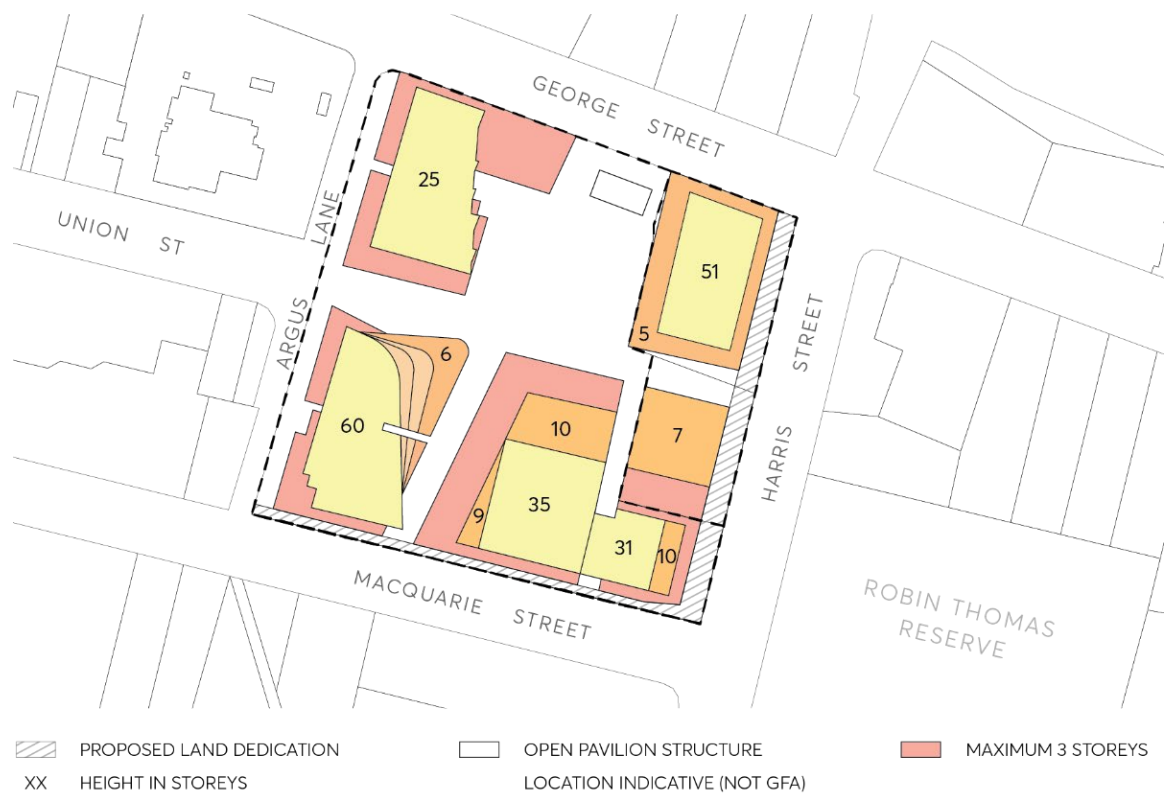 GEORGE STREET
25
UNION ST
ARGUS LANE
51
5
HARRIS STREET
6
60
10
7
9
35
31
10
MACQUARIE STREET
ROBIN THOMAS
RESERVE
PROPOSED LAND DEDICATION
OPEN PAVILION STRUCTURE
MAXIMUM 3 STOREYS
XX HEIGHT IN STOREYS
LOCATION INDICATIVE (NOT GFA)